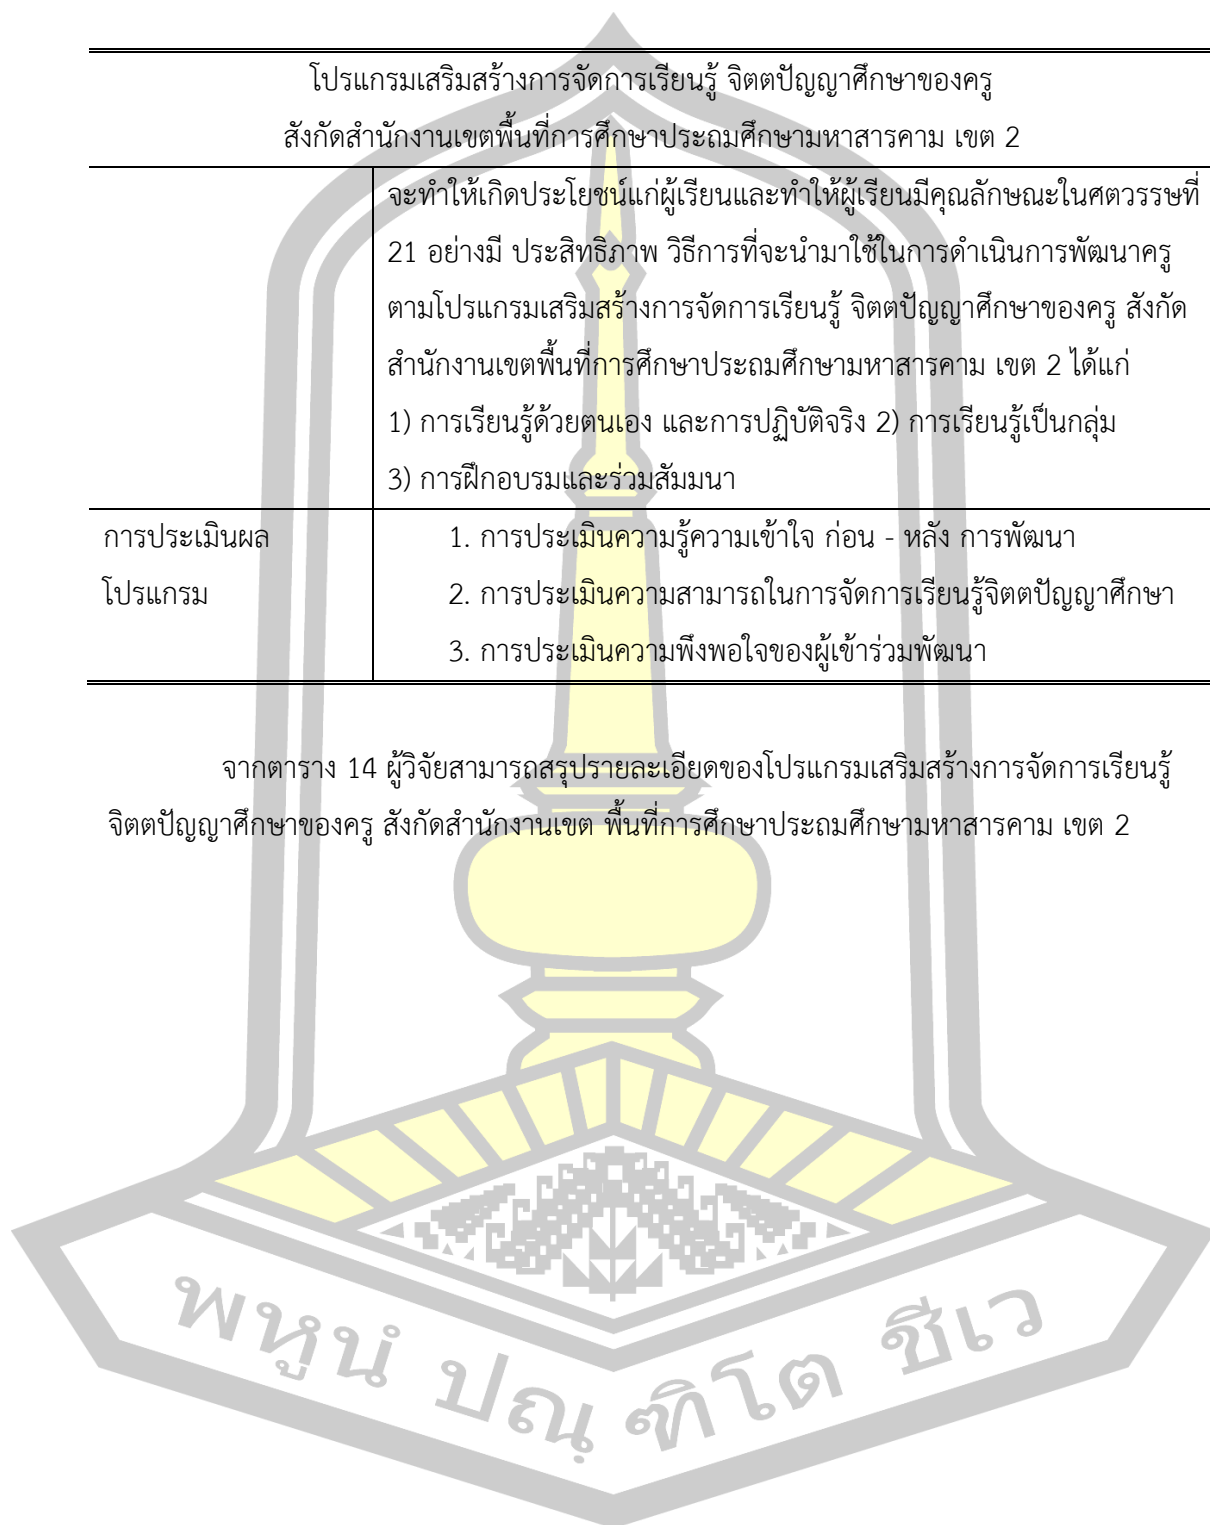 โปรแกรมเสริมสร้างการจัดการเรียนรู้ จิตตปัญญาศึกษาของครู
สังกัดสำนักงานเขตพื้นที่การศึกษาประถมศึกษามหาสารคาม เขต 2
จะทำให้เกิดประโยชน์แก่ผู้เรียนและทำให้ผู้เรียนมีคุณลักษณะในศตวรรษที่
21 อย่างมี ประสิทธิภาพ วิธีการที่จะนำมาใช้ในการดำเนินการพัฒนาครู
ตามโปรแกรมเสริมสร้างการจัดการเรียนรู้ จิตตปัญญาศึกษาของครู สังกัด
สำนักงานเขตพื้นที่การศึกษาประถมศึกษามหาสารคาม เขต 2 ได้แก่
1) การเรียนรู้ด้วยตนเอง และการปฏิบัติจริง 2) การเรียนรู้เป็นกลุ่ม
3) การฝึกอบรมและร่วมสัมมนา
การประเมินผล
โปรแกรม
1. การประเมินความรู้ความเข้าใจ ก่อน - หลัง การพัฒนา
2. การประเมินความสามารถในการจัดการเรียนรู้จิตตปัญญาศึกษา
3. การประเมินความพึงพอใจของผู้เข้าร่วมพัฒนา
จากตาราง 14 ผู้วิจัยสามารถสรุปรายละเอียดของโปรแกรมเสริมสร้างการจัดการเรียนรู้
จิตตปัญญาศึกษาของครู สังกัดสำนักงานเขต พื้นที่การศึกษาประถมศึกษามหาสารคาม เขต 2
พหูนํ ปณฺ ฑิโต ชีเว